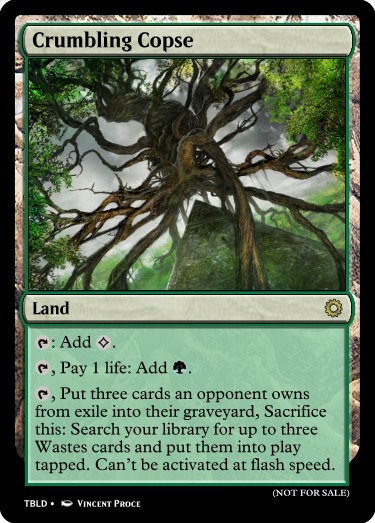 Crumbling Copse
Land
: Add .
, Pay 1 life: Add .
, Put three cards an opponent owns
from exile into their graveyard, Sacrifice
this: Search your library for up to three
Wastes cards and put them into play
tapped. Can't be activated at flash speed.
(NOT FOR SALE)
TBLD • Vincent Proce